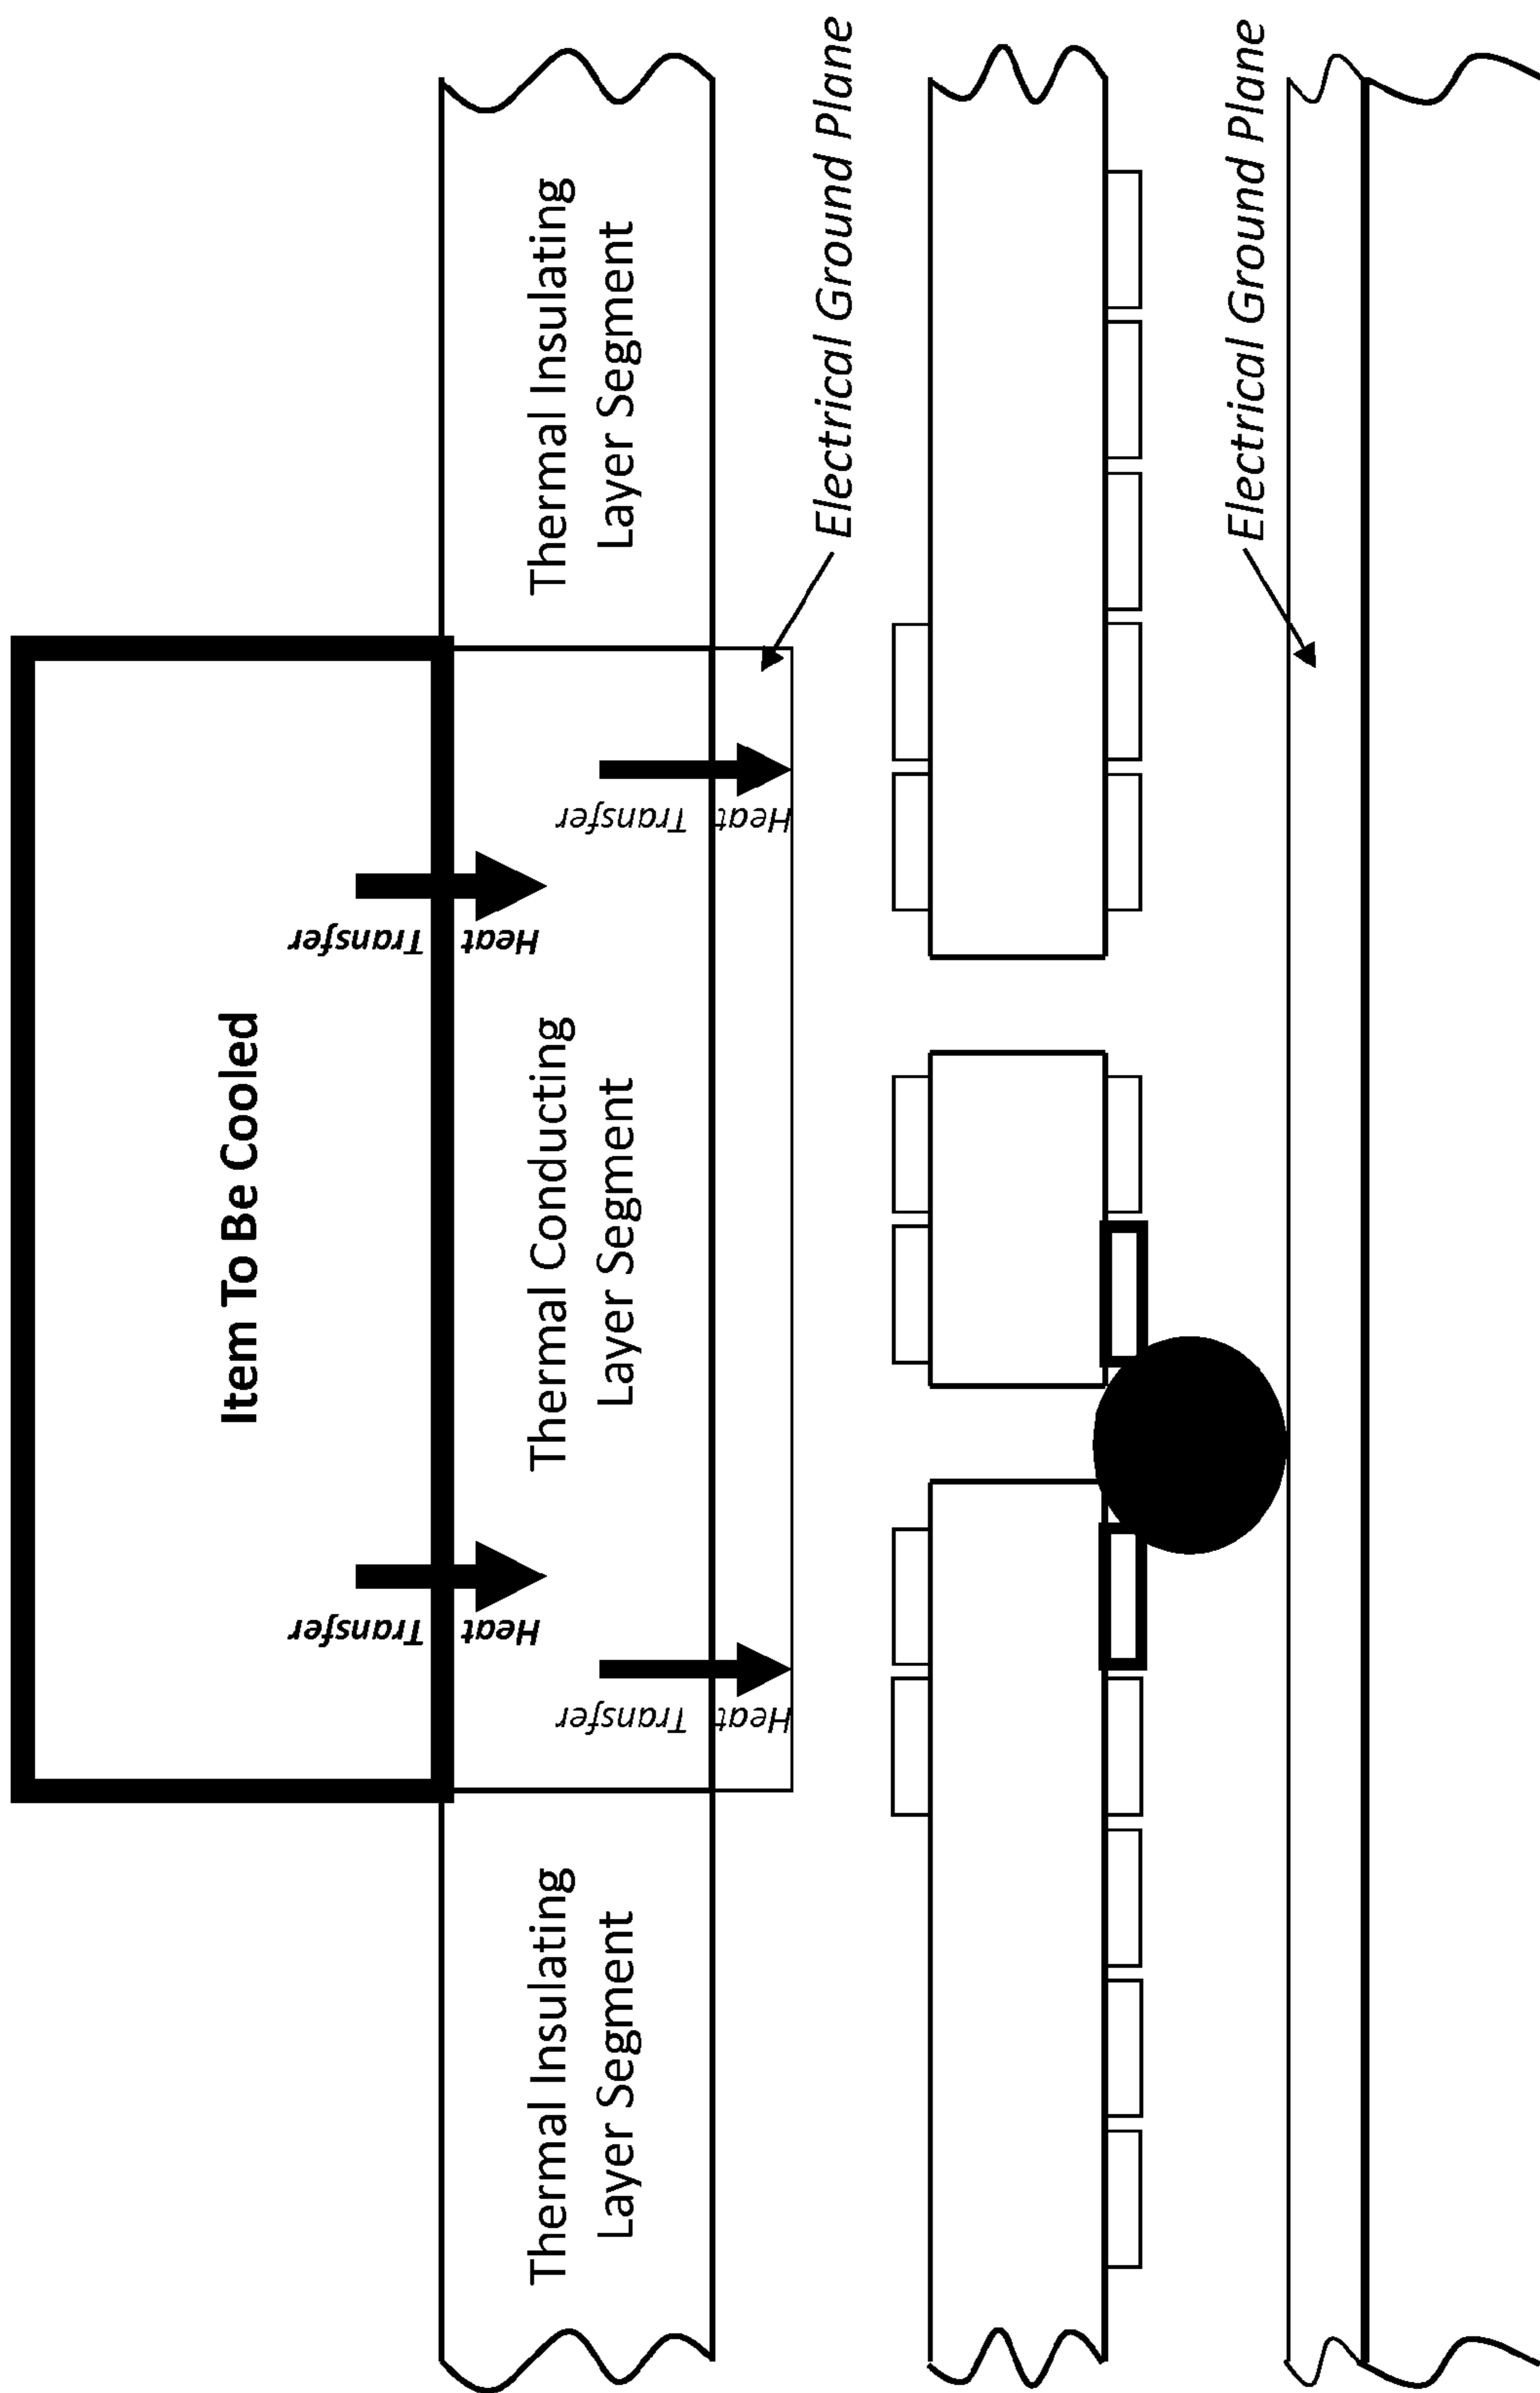 Item To Be Cooled
Heat
Transfer
Heat
Transfer
Thermal Insulating
Layer Segment
Thermal Conducting
Layer Segment
Thermal Insulating
Layer Segment
Heat
Transfer
Heat
Transfer
Electrical Ground Plane
Electrical Ground Plane